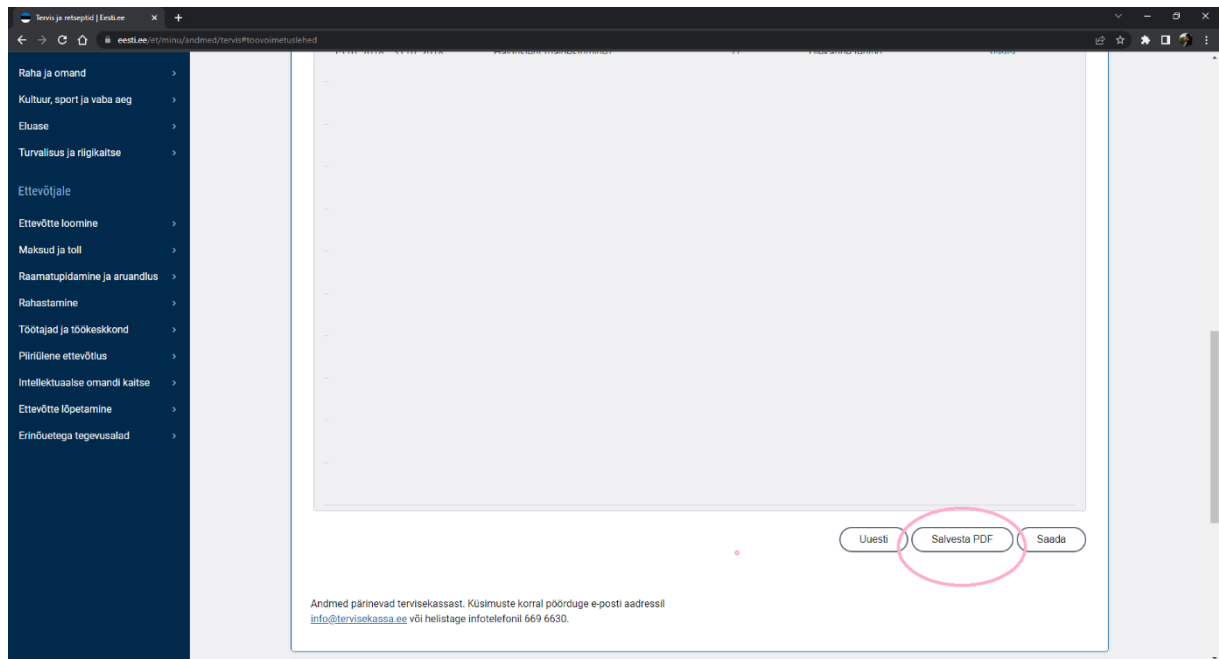 Tervis ja retseptid | Eesti.ee
eesti.ee/et/minu/andmed/tervis#toovoimetuslehed
Raha ja omand
Kultuur, sport ja vaba aeg
Eluase
Turvalisus ja riigikaitse
Ettevõtjale
Ettevõtte loomine
Maksud ja toll
Raamatupidamine ja aruandlus
Rahastamine
Töötajad ja töökeskkond
Piiriülene ettevõtlus
Intellektuaalse omandi kaitse
Ettevõtte lõpetamine
Erinõuetega tegevusalad
Uuesti
Salvesta PDF
Saada
Andmed pärinevad tervisekassast. Küsimuste korral pöörduge e-posti aadressil
info@tervisekassa.ee või helistage infotelefonil 669 6630.